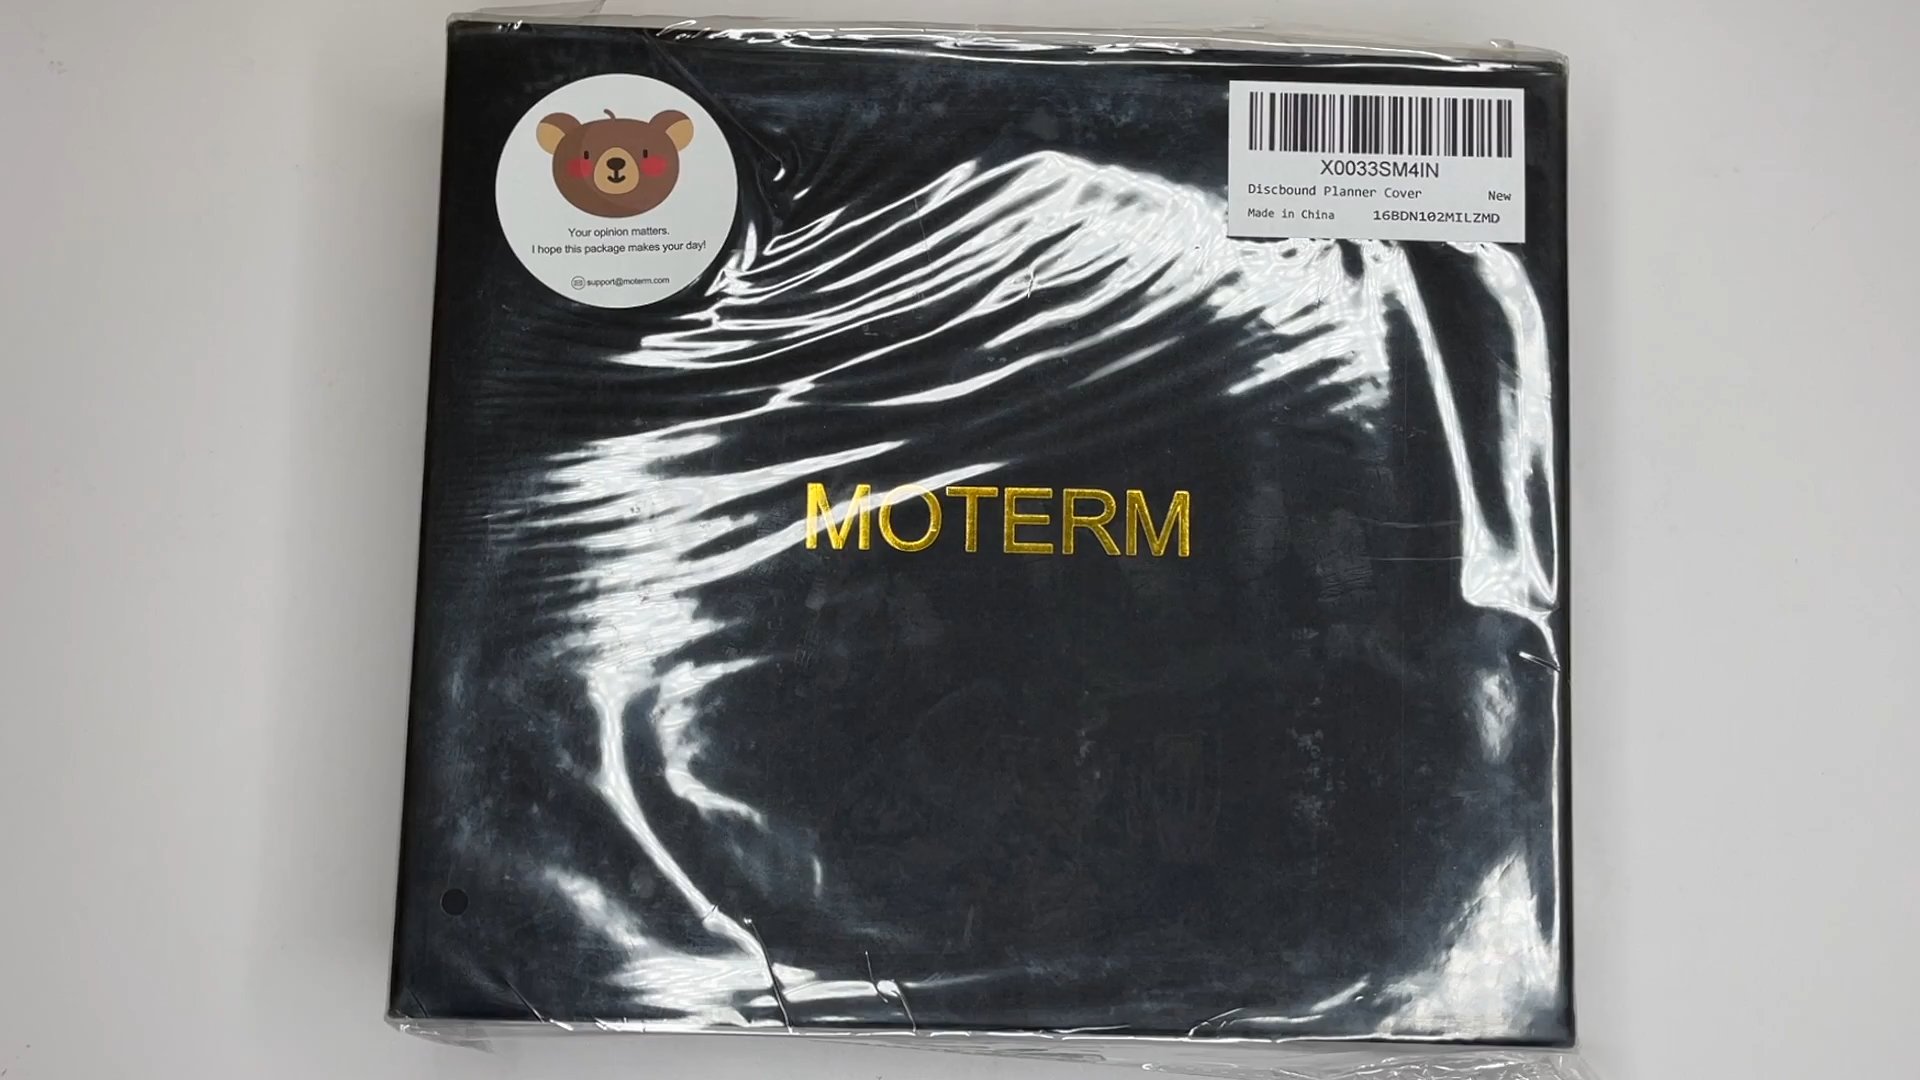 Your opinion matters.
I hope this package makes your day!
support@moterm.com
X0033SM4IN
Discbound Planner Cover New
Made in China 16BDN102MILZMD
MOTERM